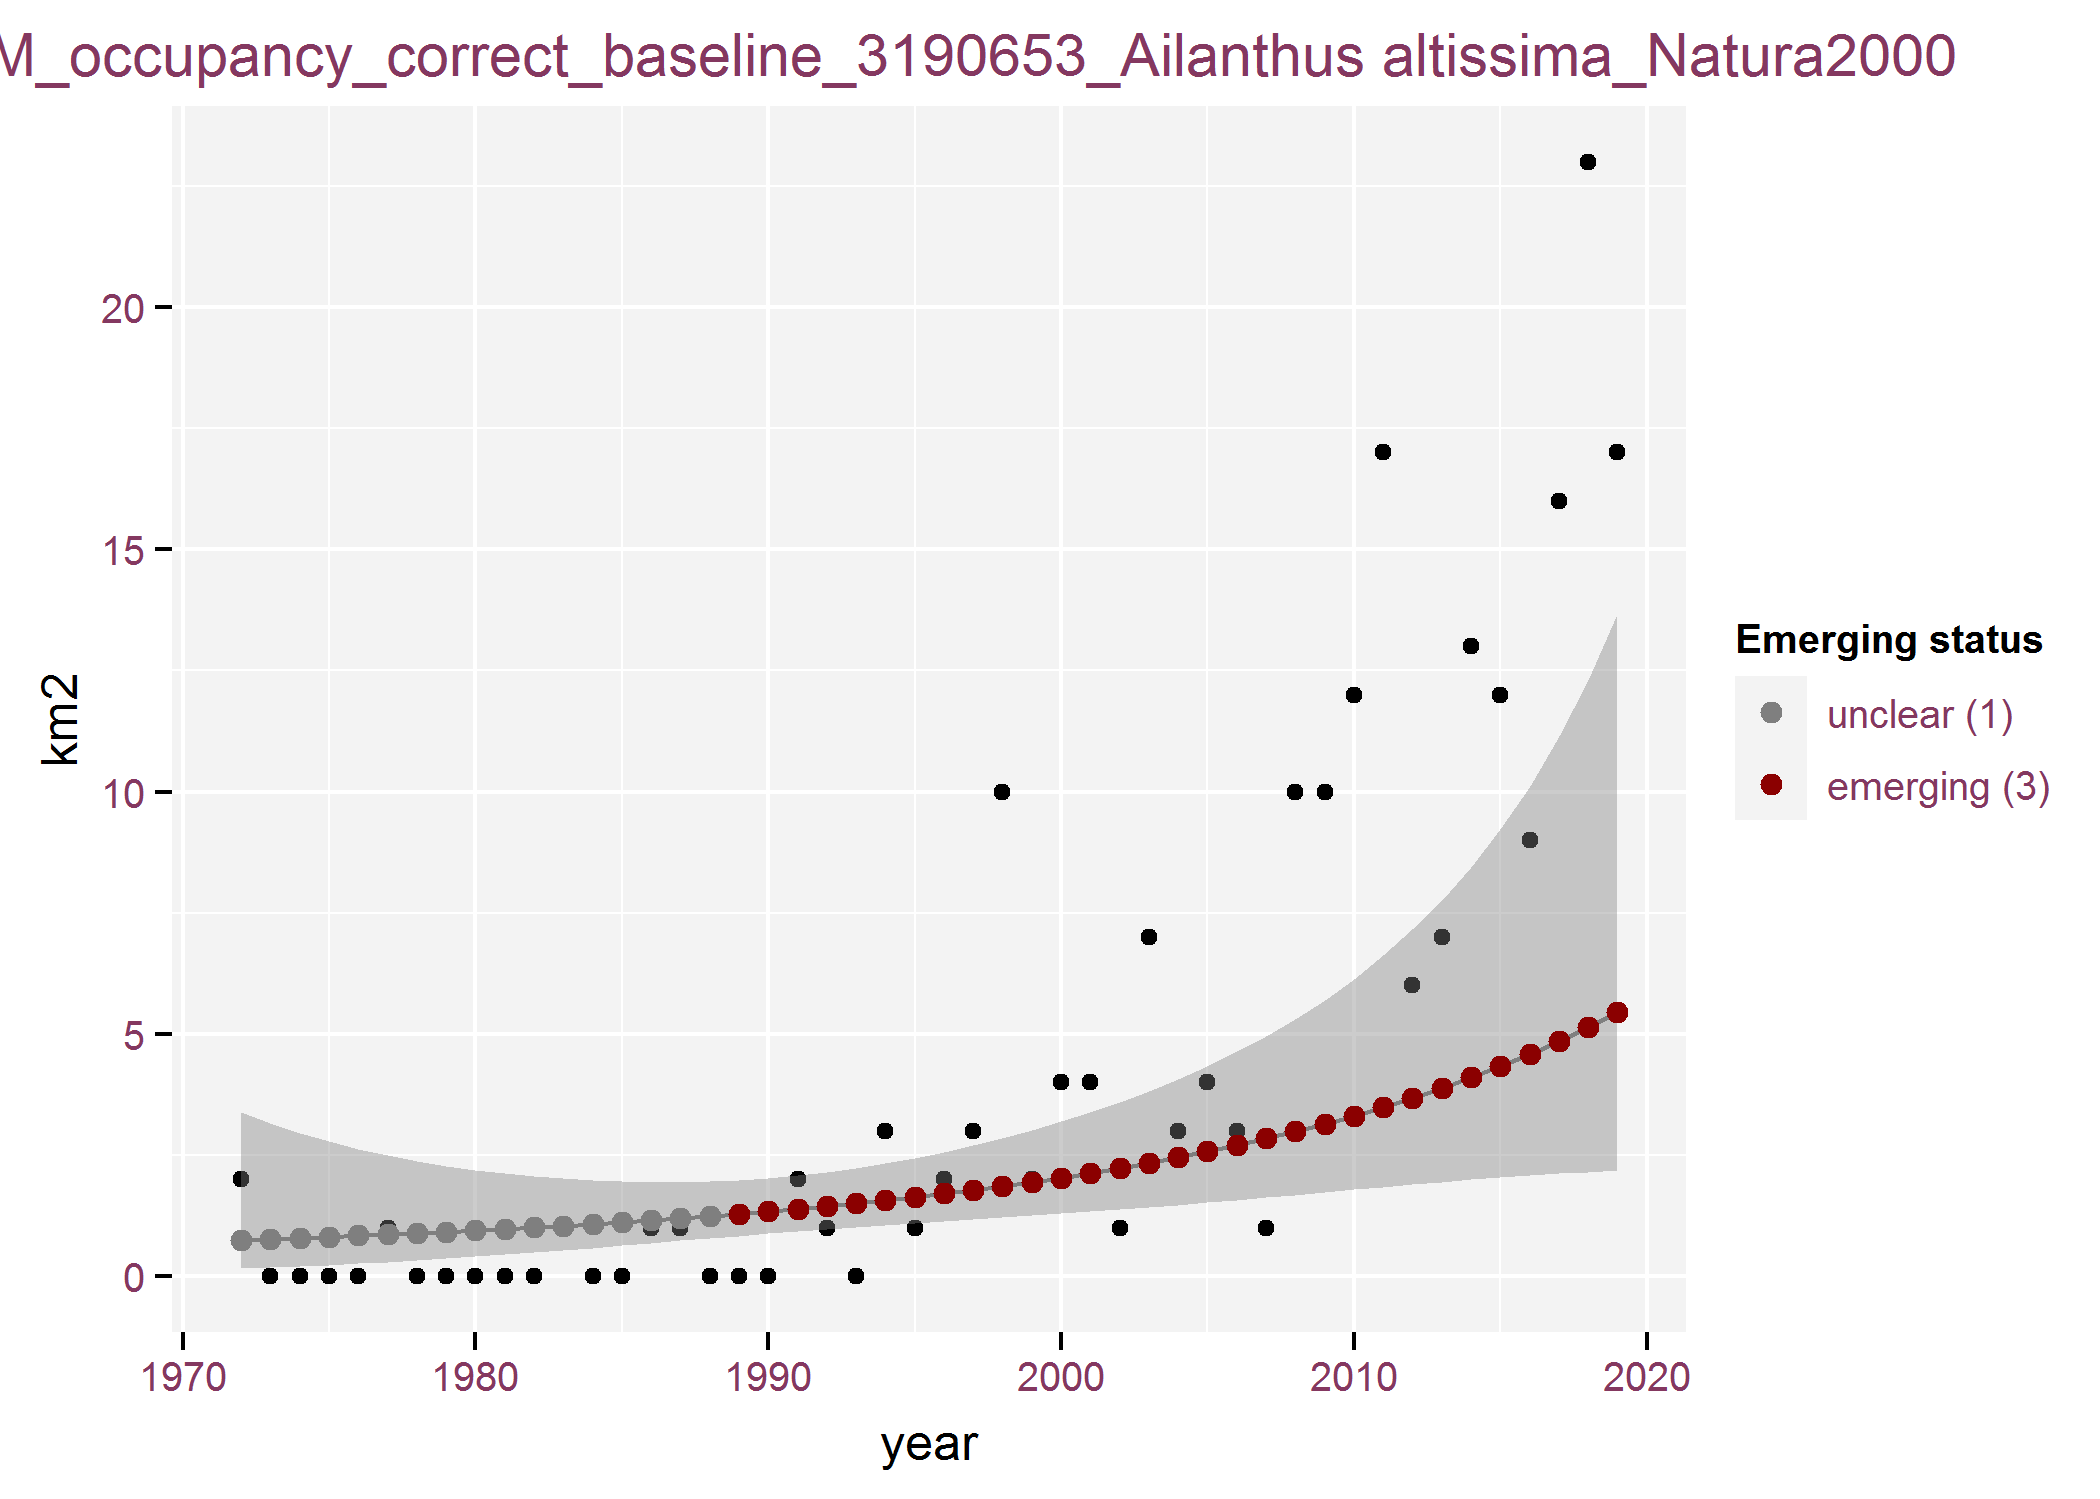 M_occupancy_correct_baseline_3190653_Ailanthus altissima_Natura2000
20
15
10
5
0
km2
1970 1980 1990 2000 2010 2020
year
Emerging status
unclear (1)
emerging (3)